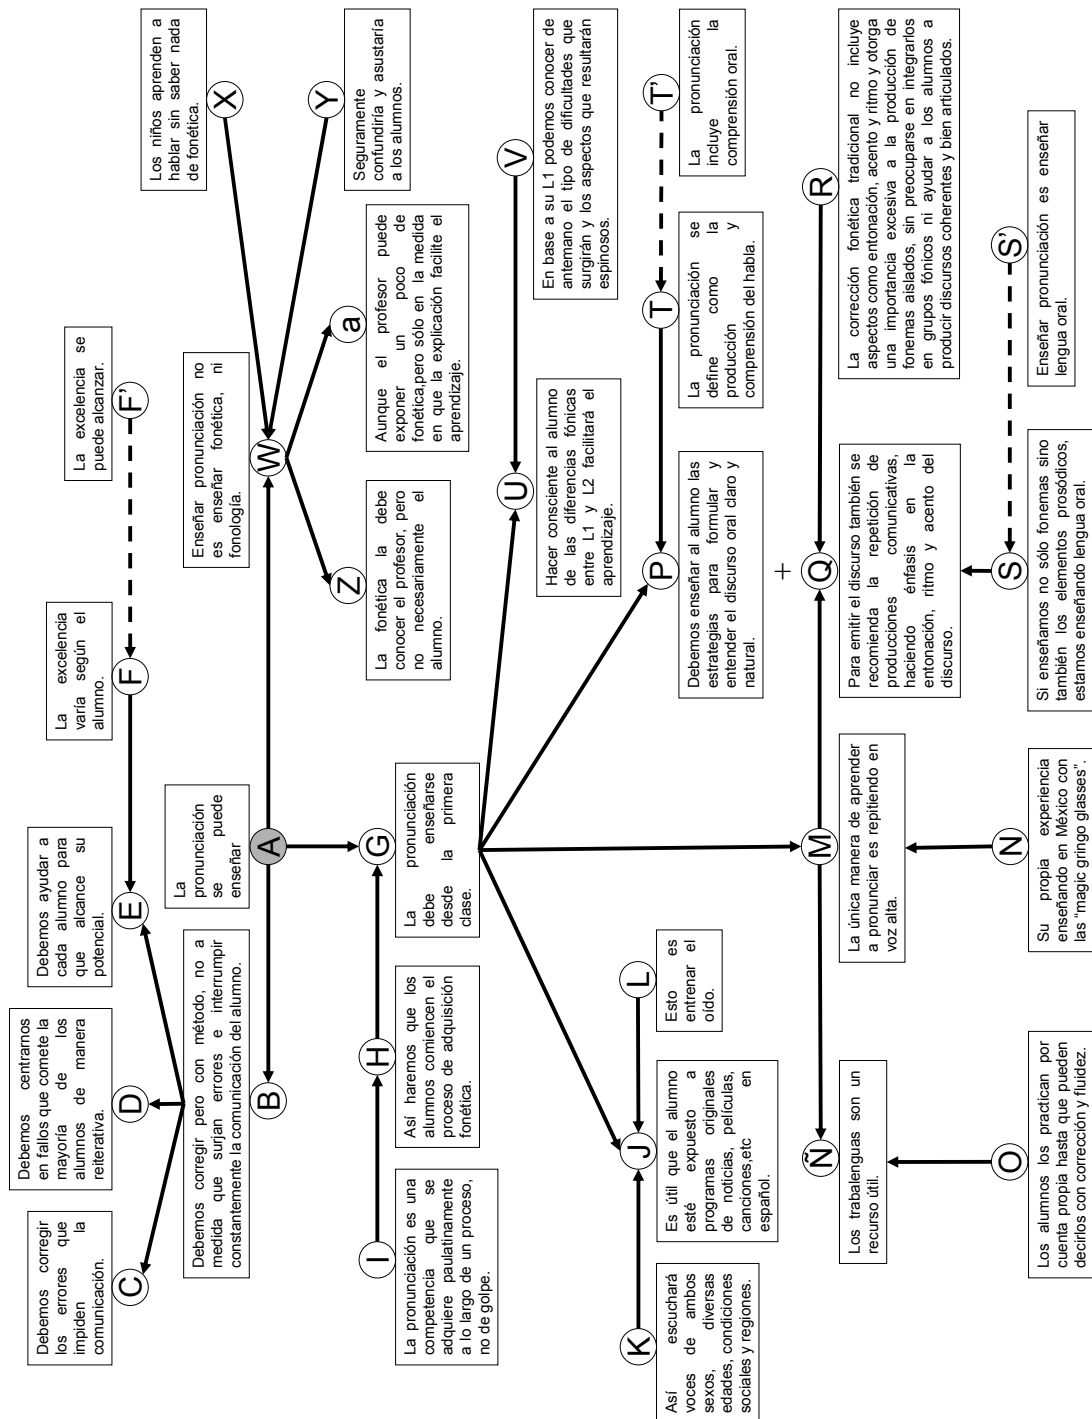 Debemos corregir
los errores que
impiden la
comunicación.
C
Debemos centrarnos
en fallos que comete la
mayoría de los
alumnos de manera
reiterativa.
D
Debemos ayudar a
cada alumno para
que alcance su
potencial.
E
La excelencia
varía según el
alumno.
F
La excelencia se
puede alcanzar.
F'
Los niños aprenden a
hablar sin saber nada
de fonética.
X
Debemos corregir pero con método, no a
medida que surjan errores e interrumpir
constantemente la comunicación del alumno.
B
La
pronunciación
se puede
enseñar
A
Enseñar pronunciación no
es enseñar fonética, ni
fonología.
W
Y
Seguramente
confundiría y asustaría
a los alumnos.
I
La pronunciación es una
competencia que se
adquiere paulatinamente
a lo largo de un proceso,
no de golpe.
H
Así haremos que los
alumnos comiencen el
proceso de adquisición
fonética.
G
La pronunciación
debe enseñarse
desde la primera
clase.
Z
La fonética la debe
conocer el profesor, pero
no necesariamente el
alumno.
a
Aunque el profesor puede
exponer un poco de
fonética,pero sólo en la medida
en que la explicación facilite el
aprendizaje.
U
Hacer consciente al alumno
de las diferencias fónicas
entre L1 y L2 facilitará el
aprendizaje.
V
En base a su L1 podemos conocer de
antemano el tipo de dificultades que
surgirán y los aspectos que resultarán
espinosos.
K
Así escuchará
voces de ambos
sexos, diversas
edades, condiciones
sociales y regiones.
J
Es útil que el alumno
esté expuesto a
programas originales
de noticias, películas,
canciones,etc en
español.
L
Esto es
entrenar el
oído.
P
Debemos enseñar al alumno las
estrategias para formular y
entender el discurso oral claro y
natural.
T
La pronunciación se
define como la
producción y
comprensión del habla.
T'
La pronunciación
incluye la
comprensión oral.
Ñ
Los trabalenguas son un
recurso útil.
M
La única manera de aprender
a pronunciar es repitiendo en
voz alta.
+
Q
Para emitir el discurso también se
recomienda la repetición de
producciones comunicativas,
haciendo énfasis en la
entonación, ritmo y acento del
discurso.
R
La corrección fonética tradicional no incluye
aspectos como entonación, acento y ritmo y otorga
una importancia excesiva a la producción de
fonemas aislados, sin preocuparse en integrarlos
en grupos fónicos ni ayudar a los alumnos a
producir discursos coherentes y bien articulados.
O
Los alumnos los practican por
cuenta propia hasta que pueden
decirlos con corrección y fluidez.
N
Su propia experiencia
enseñando en México con
las "magic gringo glasses".
S
Si enseñamos no sólo fonemas sino
también los elementos prosódicos,
estamos enseñando lengua oral.
S'
Enseñar pronunciación es enseñar
lengua oral.